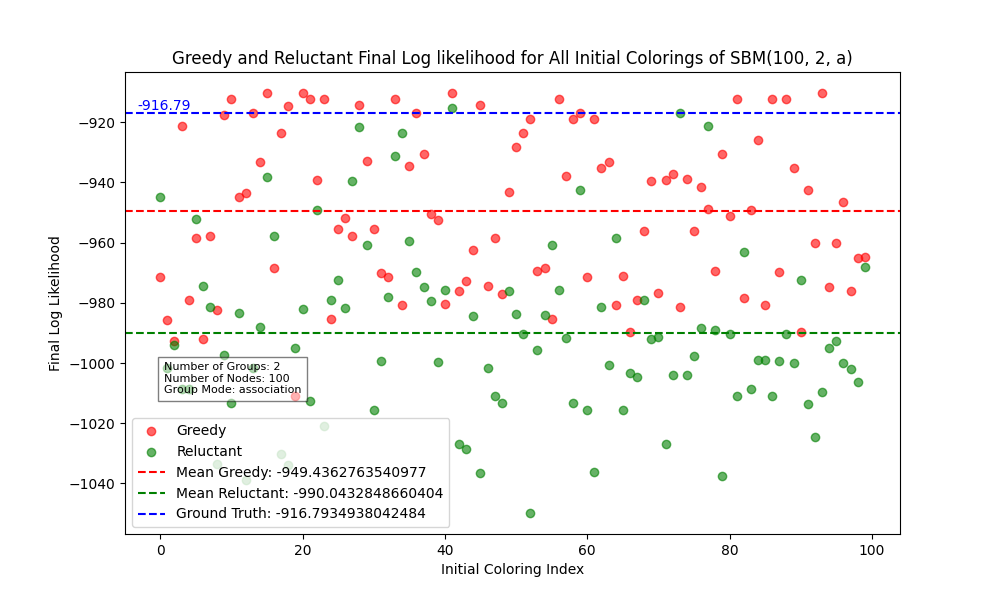 Greedy and Reluctant Final Log likelihood for All Initial Colorings of SBM(100, 2, a)
Final Log Likelihood
-916.79
−920
−940
−960
−980
−1000
−1020
−1040
Number of Groups: 2
Number of Nodes: 100
Group Mode: association
Greedy
Reluctant
Mean Greedy: -949.4362763540977
Mean Reluctant: -990.0432848660404
Ground Truth: -916.7934938042484
0
20
40
60
80
100
Initial Coloring Index